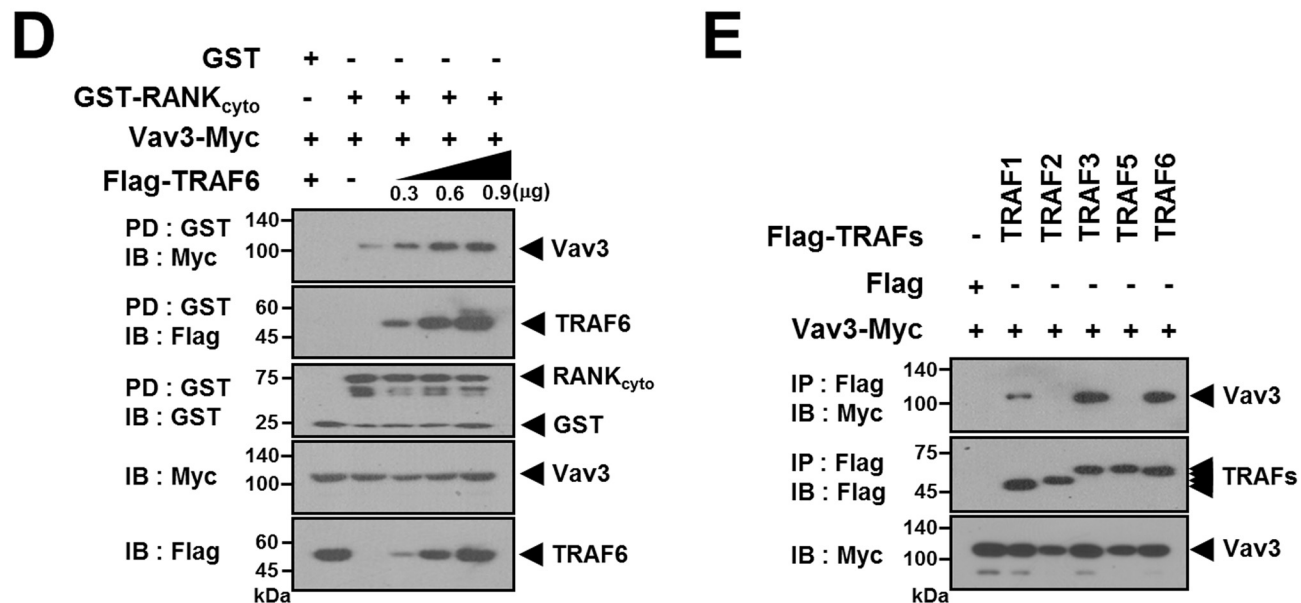 D
GST + - - - -
GST-RANKcyto - + + + +
Vav3-Myc + + + + +
Flag-TRAF6 + -
0.3 0.6 0.9 (μg)
PD : GST
IB : Myc
140
100
Vav3
PD : GST
IB : Flag
60
45
TRAF6
PD : GST
IB : GST
75
25
RANKcyto
GST
IB : Myc
140
100
Vav3
IB : Flag
60
45
TRAF6
kDa
E
Flag-TRAFs - TRAF1 TRAF2 TRAF3 TRAF5 TRAF6
Flag + - - - - -
Vav3-Myc + + + + + +
IP : Flag
IB : Myc
140
100
Vav3
IP : Flag
IB : Flag
75
45
TRAFs
IB : Myc
140
100
Vav3
kDa